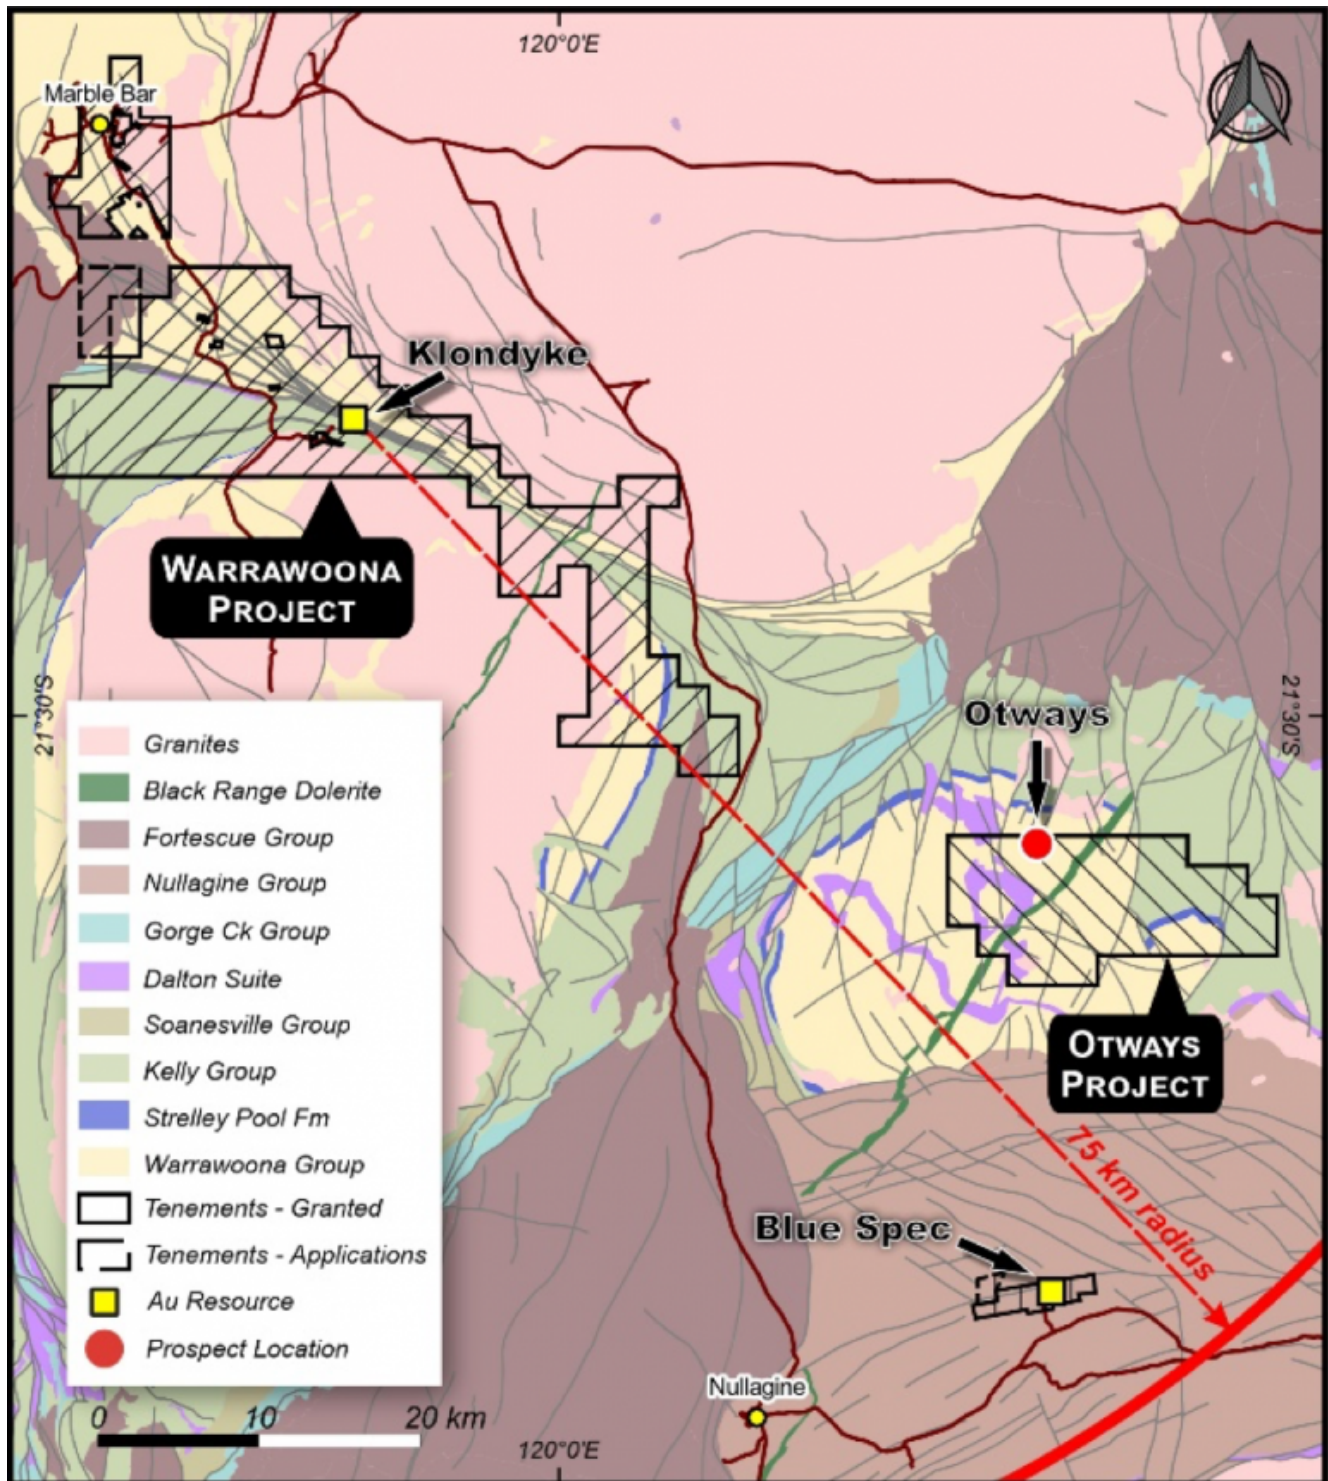 120°0'E
Marble Bar
Klondyke
WARRAWOONA
PROJECT
21°30'S
21°30'S
Otways
OTWAYS
PROJECT
75 km radius
Blue Spec
Nullagine
Granites
Black Range Dolerite
Fortescue Group
Nullagine Group
Gorge Ck Group
Dalton Suite
Soanesville Group
Kelly Group
Strelley Pool Fm
Warrawoona Group
Tenements - Granted
Tenements - Applications
Au Resource
Prospect Location
0 10 20 km
120°0'E